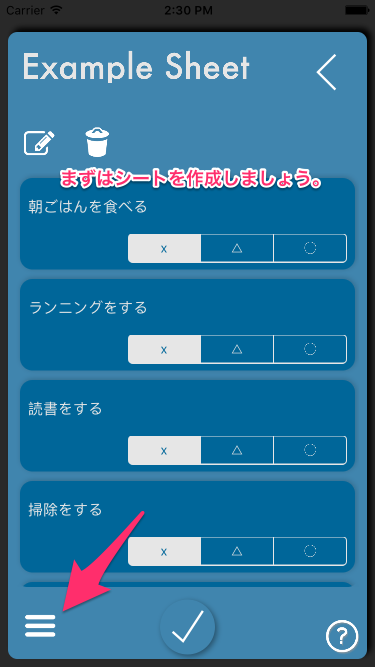 Carrier 2:30 PM
Example Sheet
まずはシートを作成しましょう。
朝ごはんを食べる
x △ ◌
ランニングをする
x △ ◌
読書をする
x △ ◌
掃除をする
x △ ◌
?